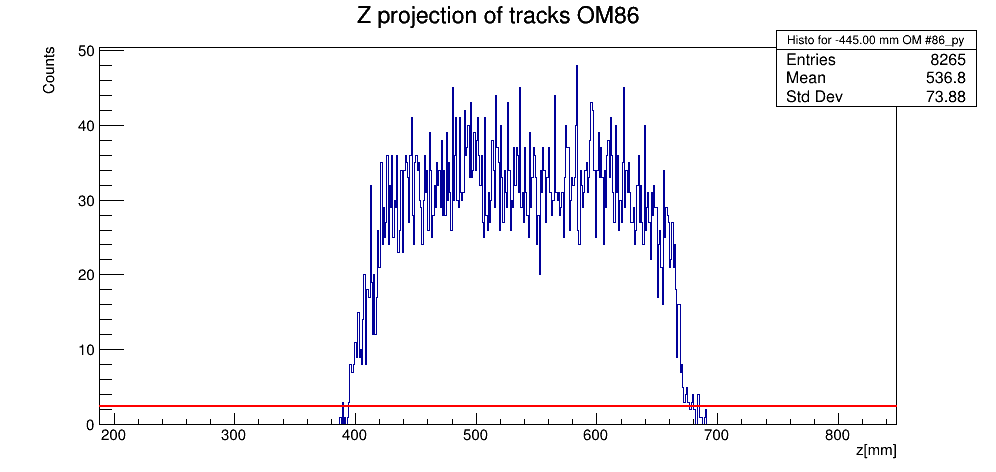 Z projection of tracks OM86
Histo for -445.00 mm OM #86_py
Entries 8265
Mean 536.8
Std Dev 73.88
Counts
50
40
30
20
10
0
200 300 400 500 600 700 800
z[mm]